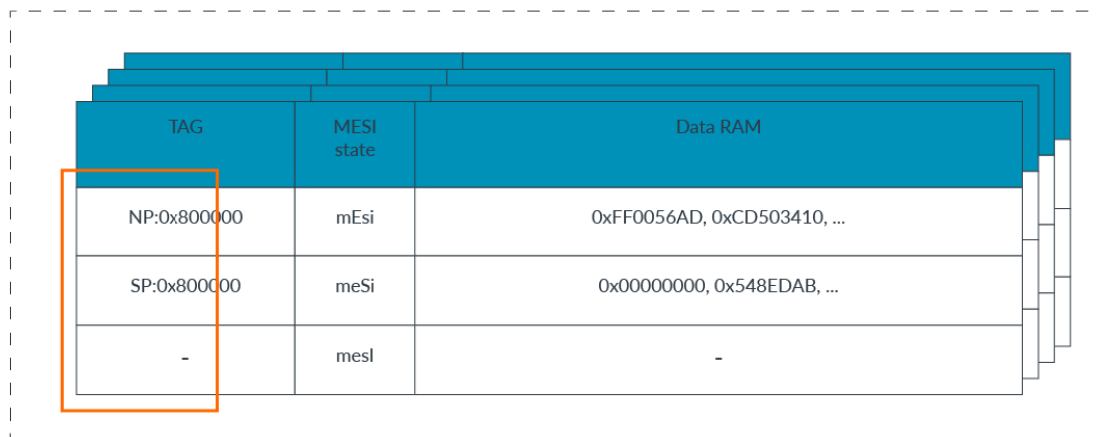 TAG
MESI
state
Data RAM
NP:0x800000
mEsi
0xFF0056AD, 0xCD503410, ...
SP:0x800000
meSi
0x00000000, 0x548EDAB, ...
-
mesI
-